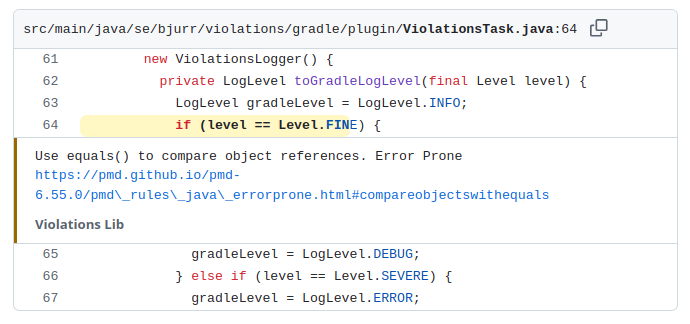 src/main/java/se/bjurr/violations/gradle/plugin/ViolationsTask.java:64
61 new ViolationsLogger() {
62 private LogLevel toGradleLogLevel(final Level level) {
63 LogLevel gradleLevel = LogLevel.INFO;
64 if (level == Level.FINE) {
Use equals() to compare object references. Error Prone
https://pmd.github.io/pmd-
6.55.0/pmd\_rules\_java\_errorprone.html#compareobjectswithequals
Violations Lib
65 gradleLevel = LogLevel.DEBUG;
66 } else if (level == Level.SEVERE) {
67 gradleLevel = LogLevel.ERROR;